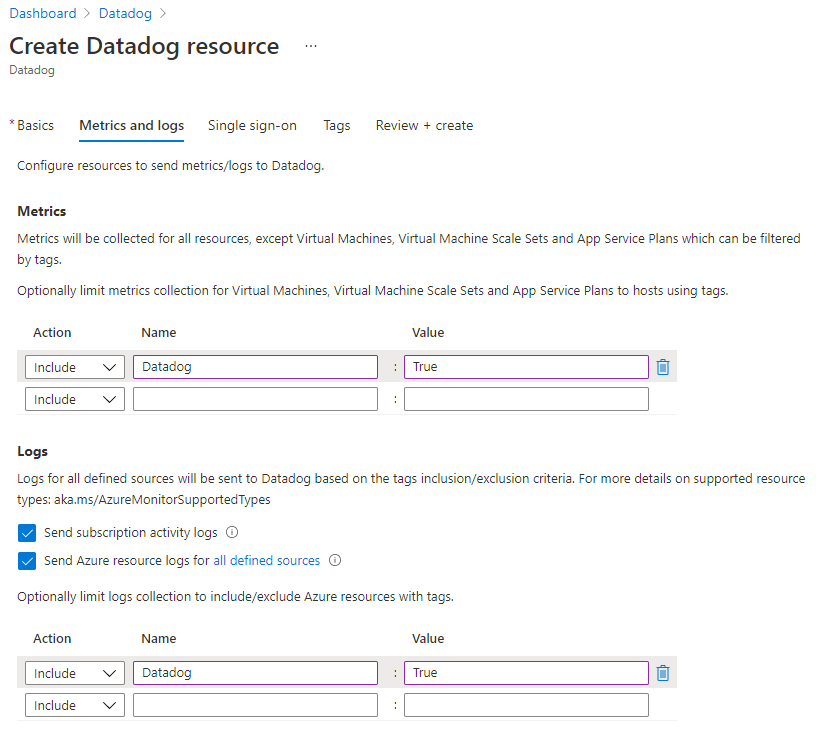 Dashboard > Datadog >
Create Datadog resource ...
Datadog
* Basics Metrics and logs Single sign-on Tags Review + create
Configure resources to send metrics/logs to Datadog.
Metrics
Metrics will be collected for all resources, except Virtual Machines, Virtual Machine Scale Sets and App Service Plans which can be filtered
by tags.
Optionally limit metrics collection for Virtual Machines, Virtual Machine Scale Sets and App Service Plans to hosts using tags.
Action Name Value
Include Datadog : True
Include :
Logs
Logs for all defined sources will be sent to Datadog based on the tags inclusion/exclusion criteria. For more details on supported resource
types: aka.ms/AzureMonitorSupportedTypes
Send subscription activity logs
Send Azure resource logs for all defined sources
Optionally limit logs collection to include/exclude Azure resources with tags.
Action Name Value
Include Datadog : True
Include :